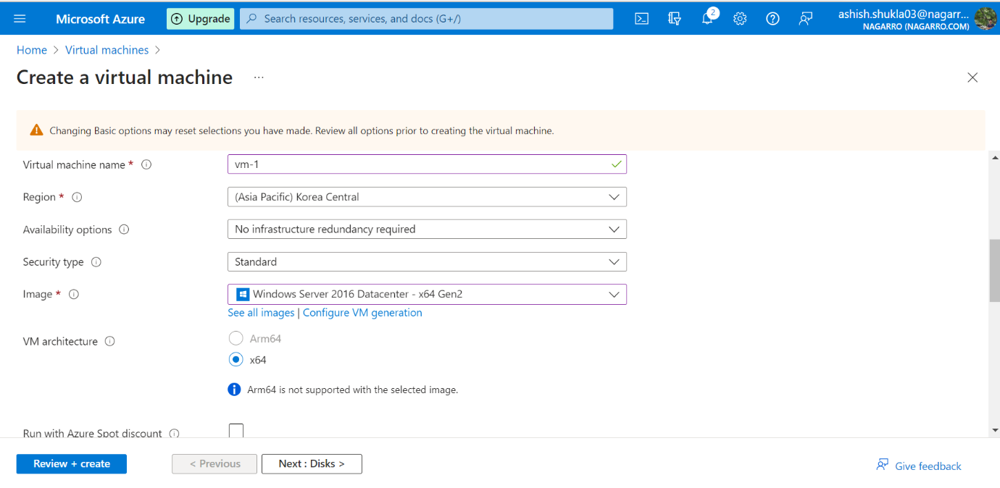 Microsoft Azure
Upgrade
Search resources, services, and docs (G+/)
2
ashish.shukla03@nagarr...
NAGARRO (NAGARRO.COM)
Home > Virtual machines >
Create a virtual machine ...
Changing Basic options may reset selections you have made. Review all options prior to creating the virtual machine.
Virtual machine name * vm-1
Region * (Asia Pacific) Korea Central
Availability options No infrastructure redundancy required
Security type Standard
Image * Windows Server 2016 Datacenter - x64 Gen2
See all images | Configure VM generation
VM architecture
Arm64
x64
Arm64 is not supported with the selected image.
Run with Azure Spot discount
Review + create
< Previous
Next : Disks >
Give feedback